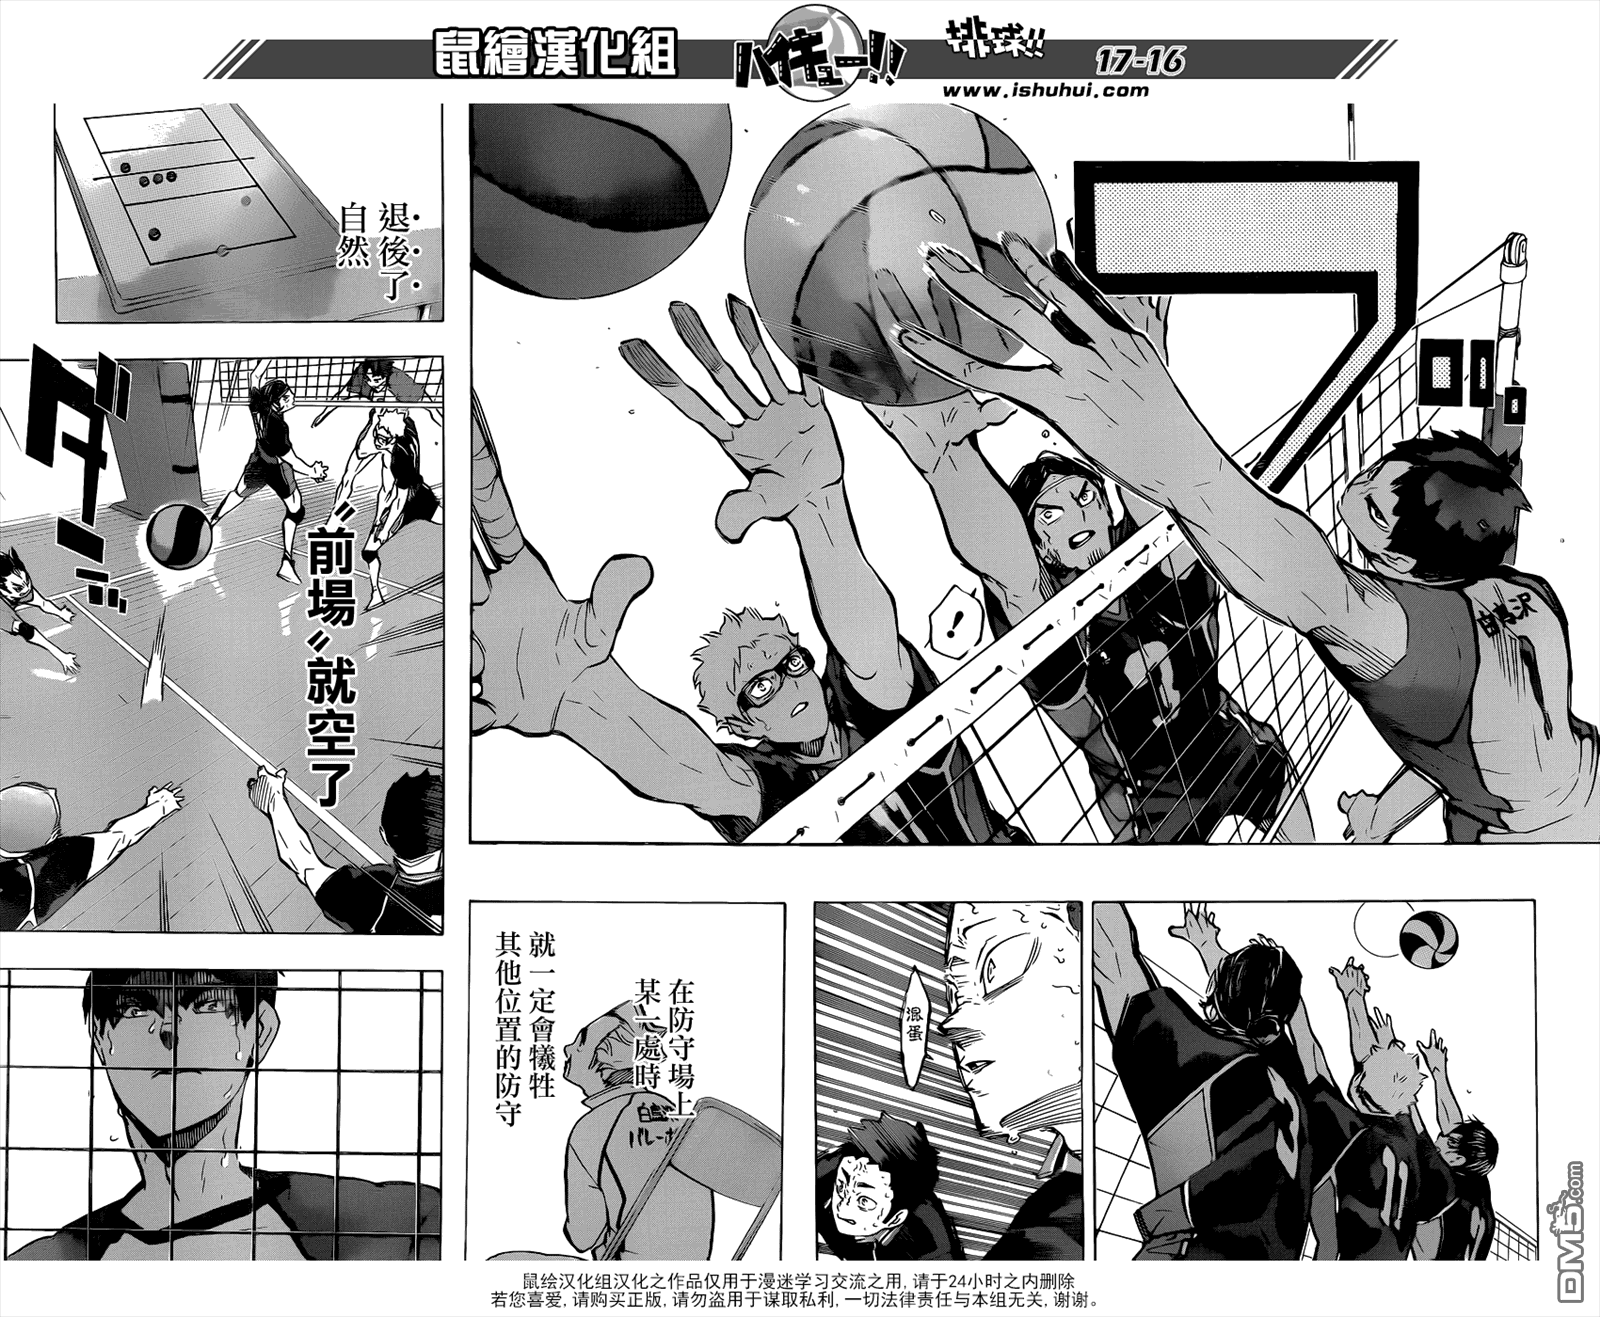 鼠繪漢化組
ハイキュー!!
排球!!
17-16
www.ishuhui.com
白鳥沢
!
混蛋
在防守場上
某一處時
就一定會犧牲
其他位置的防守
退後了
自然
ダンッ
"前場"就空了
DM5.com
鼠绘汉化组汉化之作品仅用于漫迷学习交流之用,请于24小时之内删除
若您喜爱,请购买正版,请勿盗用于谋取私利,一切法律责任与本组无关,谢谢。